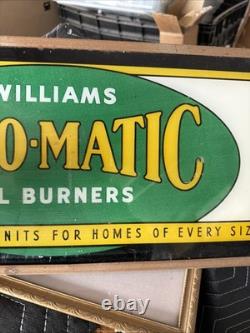 WILLIAMS
O-MATIC
L BURNERS
NITS FOR HOMES OF EVERY SIZ